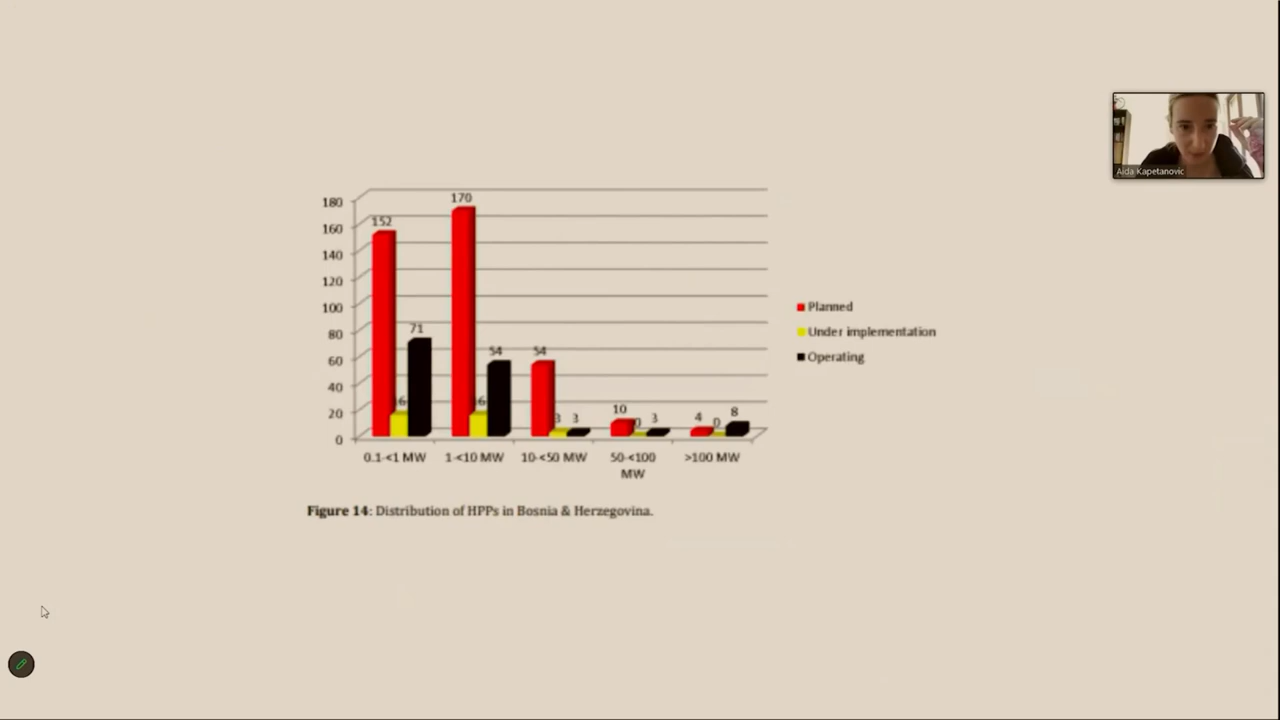 Aida Kapetanovic
180
160
140
120
100
80
60
40
20
0
152
71
170
54
54
3
3
10
0
3
4
0
8
0.1-<1 MW
1-<10 MW
10-<50 MW
50-<100
MW
>100 MW
Planned
Under implementation
Operating
Figure 14: Distribution of HPPs in Bosnia & Herzegovina.